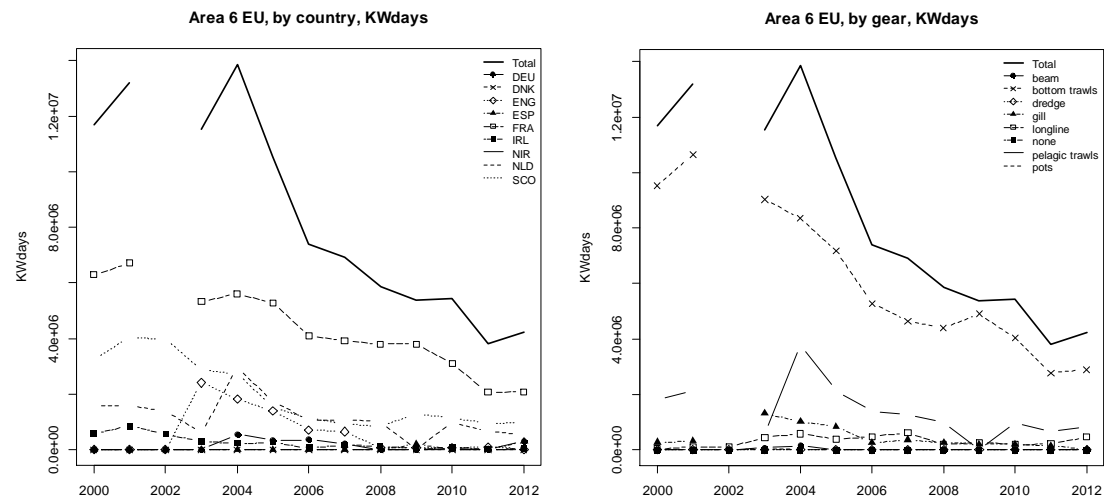 Area 6 EU, by country, KWdays
KWdays
0.0e+00
4.0e+06
8.0e+06
1.2e+07
2000
2002
2004
2006
2008
2010
2012
Total
DEU
DNK
ENG
ESP
FRA
IRL
NIR
NLD
SCO
Area 6 EU, by gear, KWdays
KWdays
0.0e+00
4.0e+06
8.0e+06
1.2e+07
2000
2002
2004
2006
2008
2010
2012
Total
beam
bottom trawls
dredge
gill
longline
none
pelagic trawls
pots